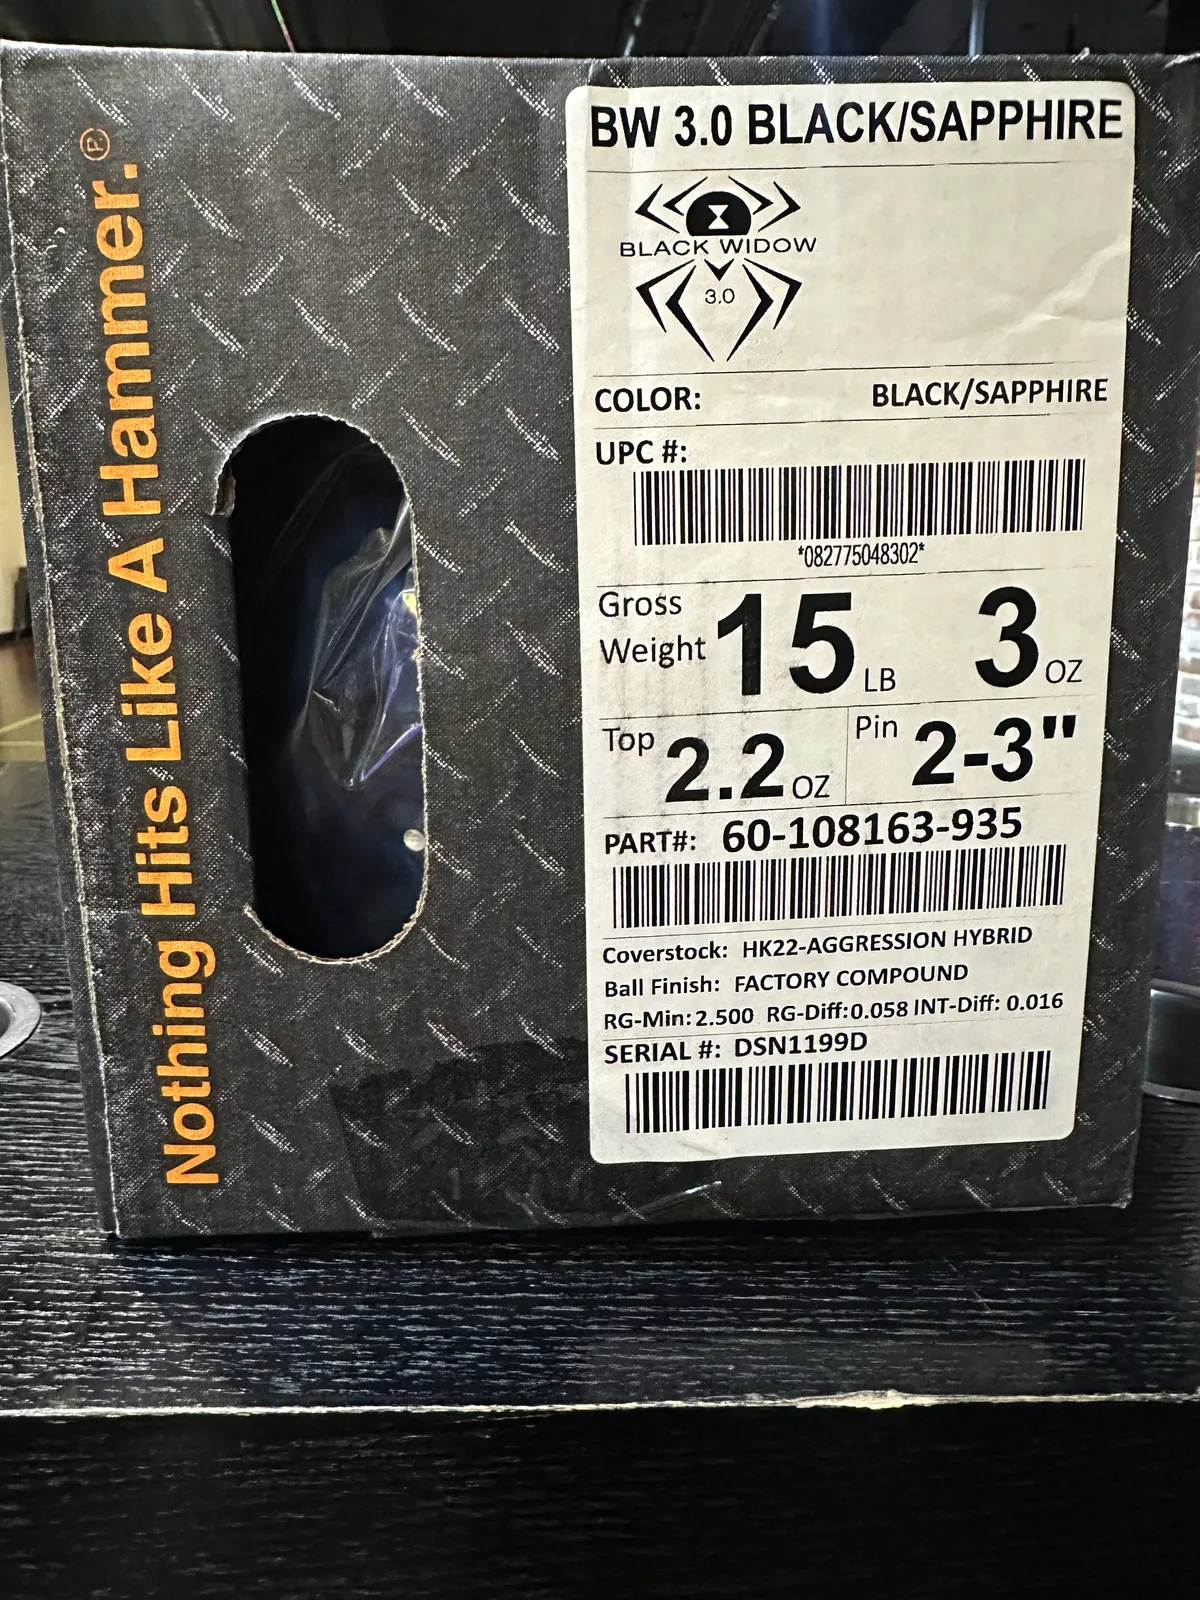 Nothing Hits Like A Hammer.®
BW 3.0 BLACK/SAPPHIRE
BLACK WIDOW
3.0
COLOR: BLACK/SAPPHIRE
UPC #:
*082775048302*
Gross Weight 15 LB 3 OZ
Top 2.2 OZ Pin 2-3"
PART#: 60-108163-935
Coverstock: HK22-AGGRESSION HYBRID
Ball Finish: FACTORY COMPOUND
RG-Min: 2.500 RG-Diff: 0.058 INT-Diff: 0.016
SERIAL #: DSN1199D